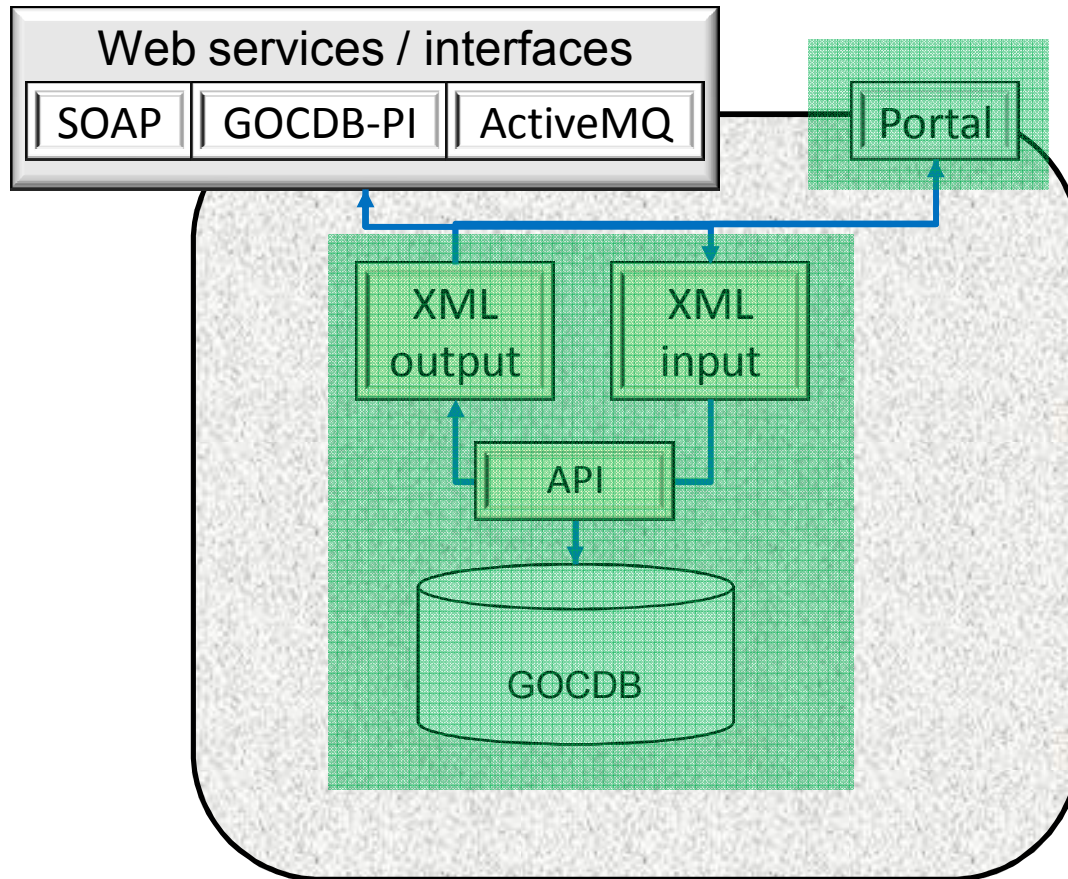 Web services / interfaces
SOAP
GOCDB-PI
ActiveMQ
Portal
XML
output
XML
input
API
GOCDB